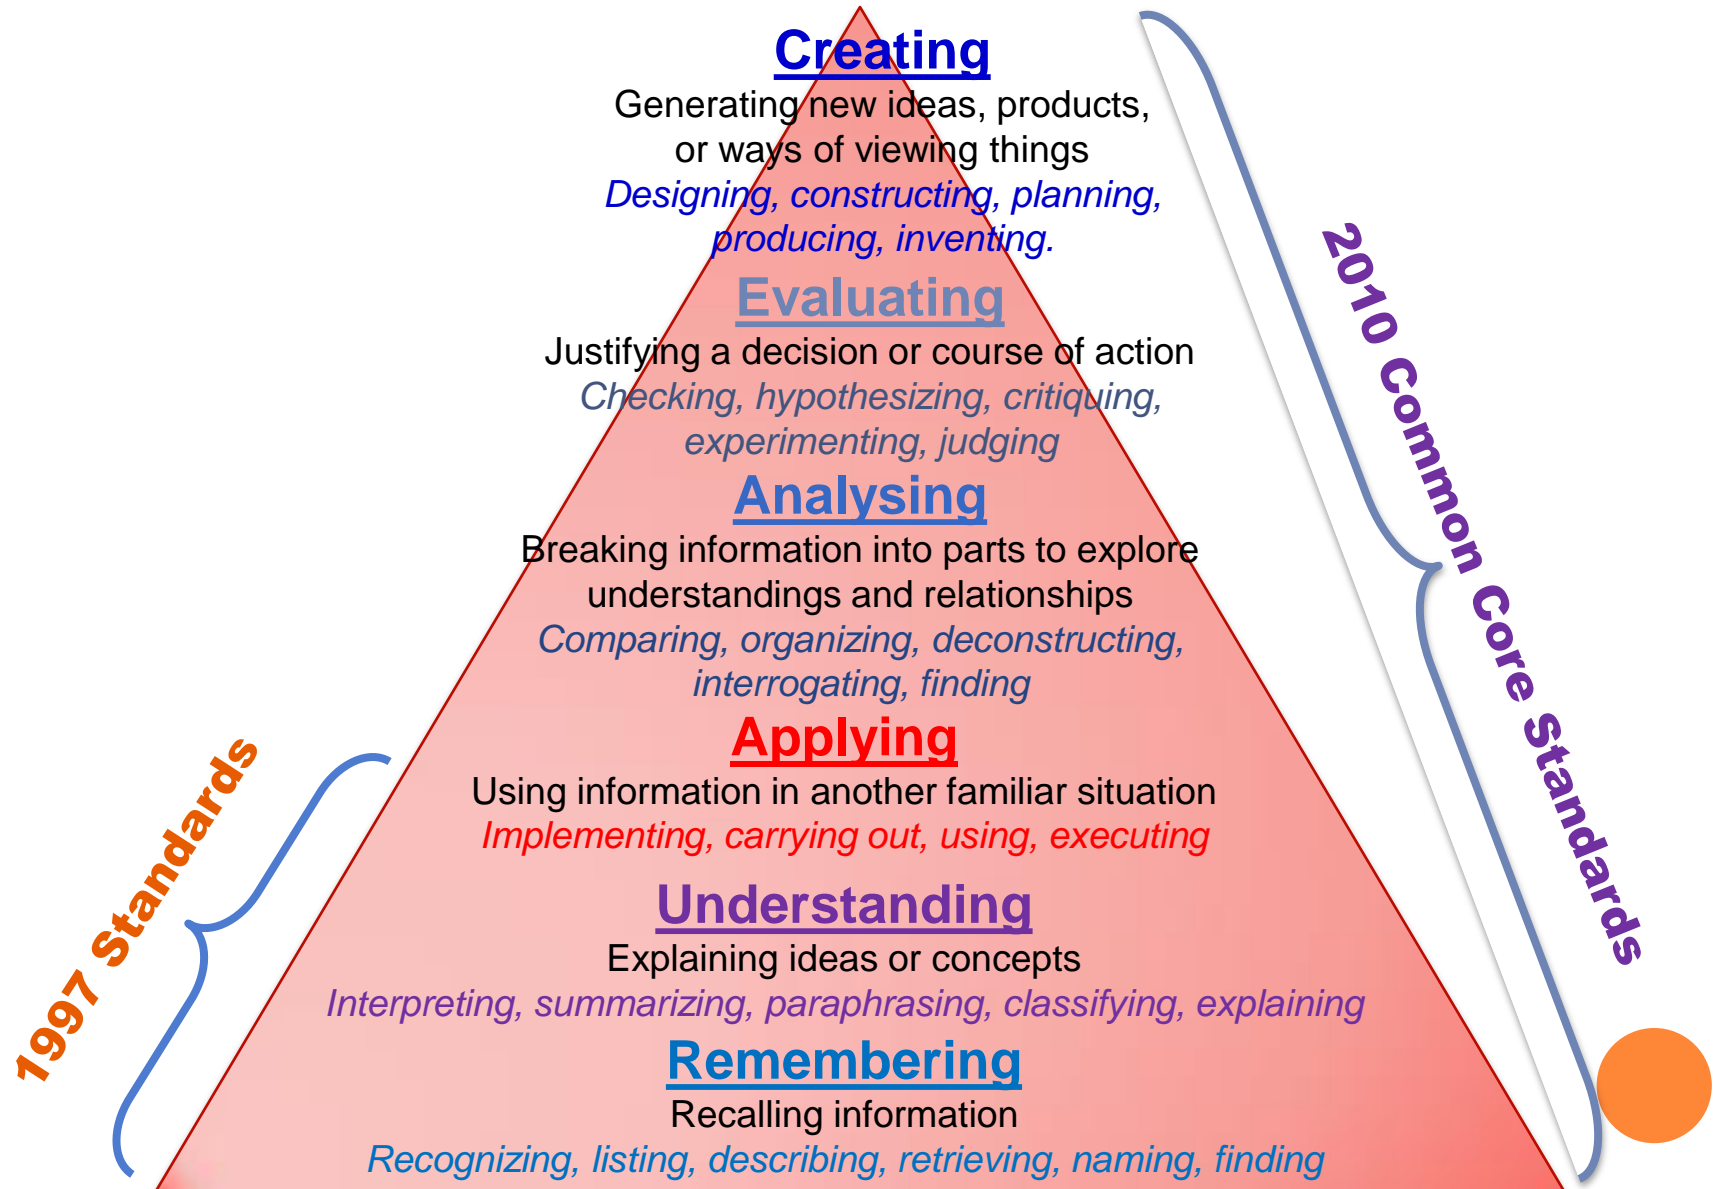 Creating
Generating new ideas, products,
or ways of viewing things
Designing, constructing, planning,
producing, inventing.
Evaluating
Justifying a decision or course of action
Checking, hypothesizing, critiquing,
experimenting, judging
Analysing
Breaking information into parts to explore
understandings and relationships
Comparing, organizing, deconstructing,
interrogating, finding
Applying
Using information in another familiar situation
Implementing, carrying out, using, executing
Understanding
Explaining ideas or concepts
Interpreting, summarizing, paraphrasing, classifying, explaining
Remembering
Recalling information
Recognizing, listing, describing, retrieving, naming, finding
1997 Standards
2010 Common Core Standards